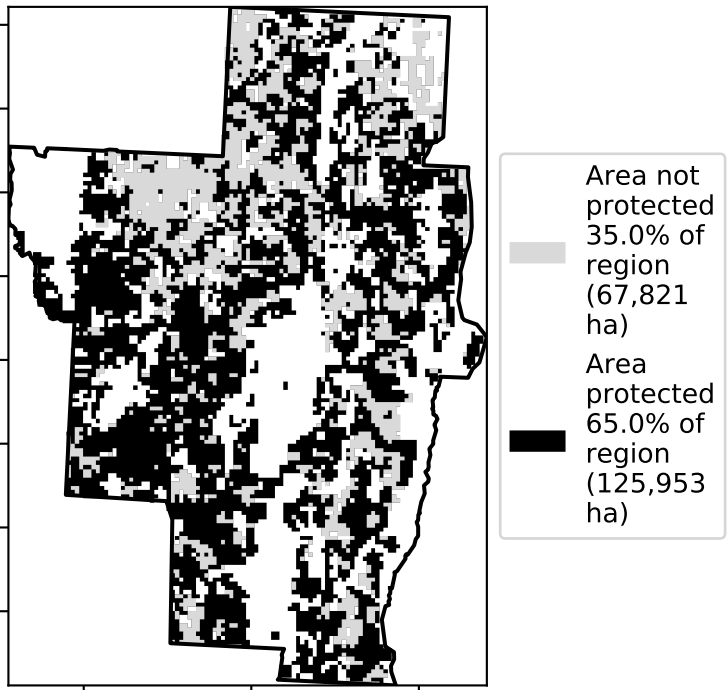 Area not
protected
35.0% of
region
(67,821
ha)
Area
protected
65.0% of
region
(125,953
ha)